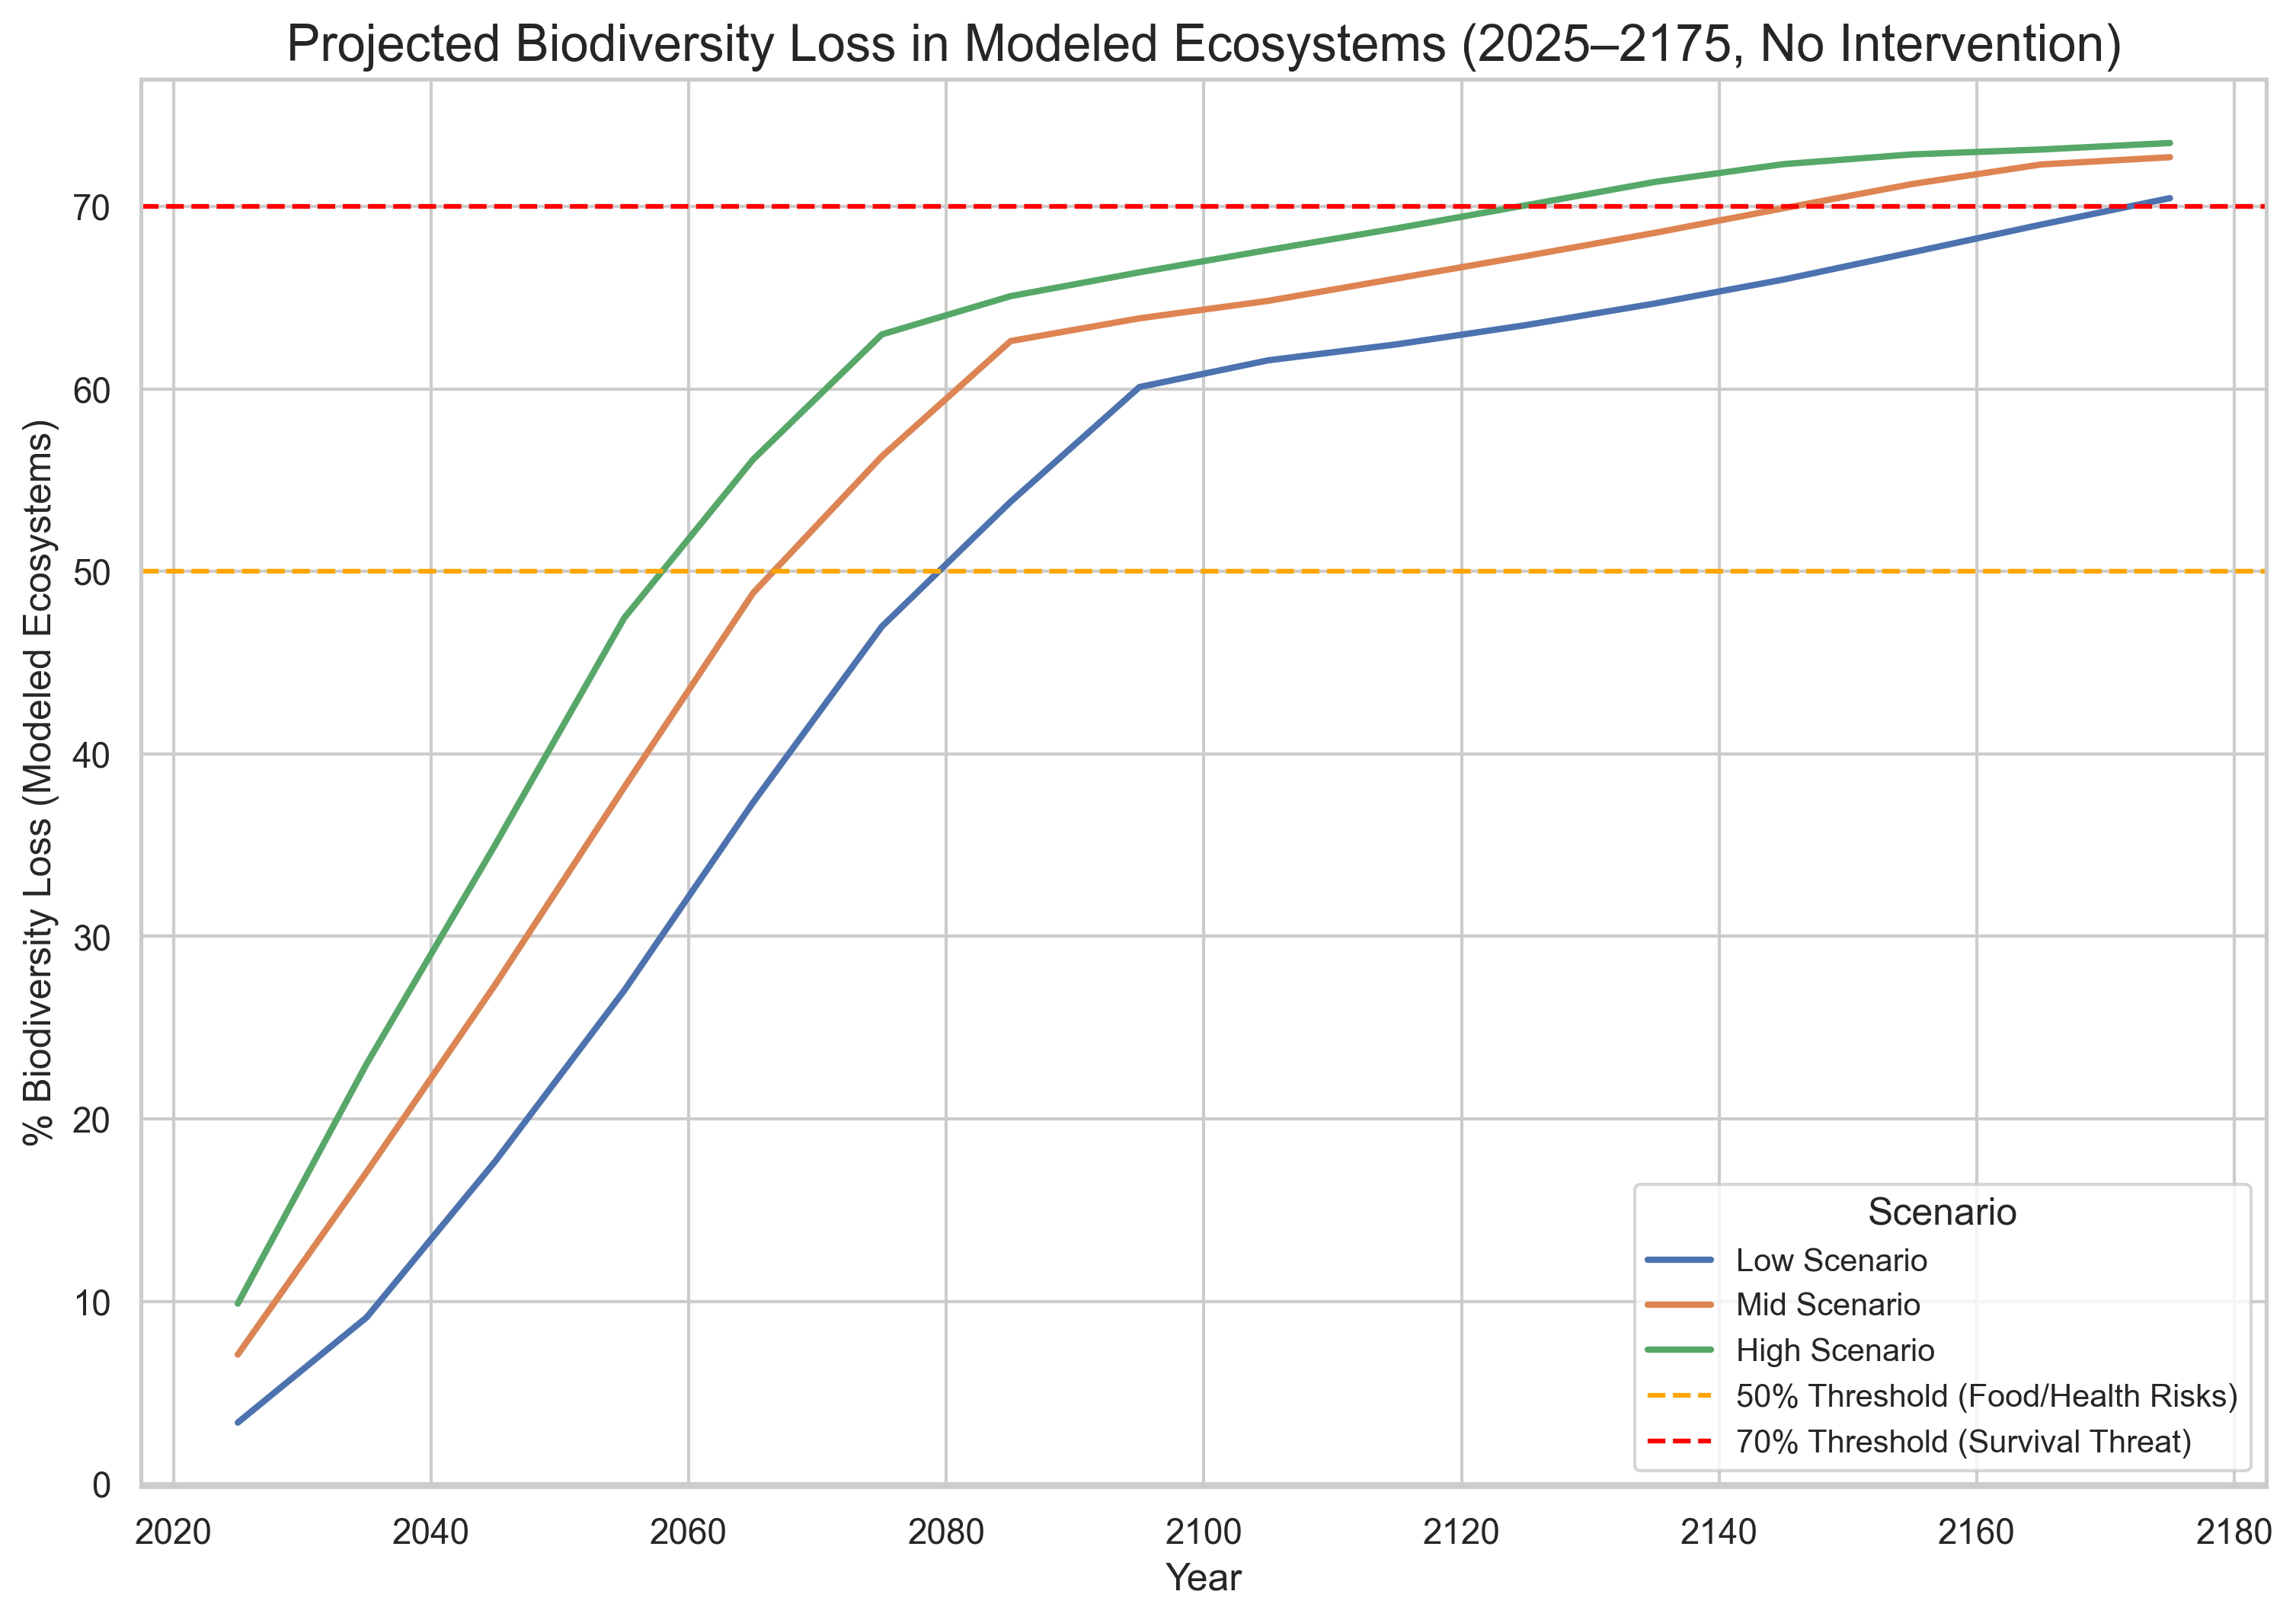 Projected Biodiversity Loss in Modeled Ecosystems (2025–2175, No Intervention)
% Biodiversity Loss (Modeled Ecosystems)
70
60
50
40
30
20
10
0
Scenario
Low Scenario
Mid Scenario
High Scenario
50% Threshold (Food/Health Risks)
70% Threshold (Survival Threat)
2020 2040 2060 2080 2100 2120 2140 2160 2180
Year